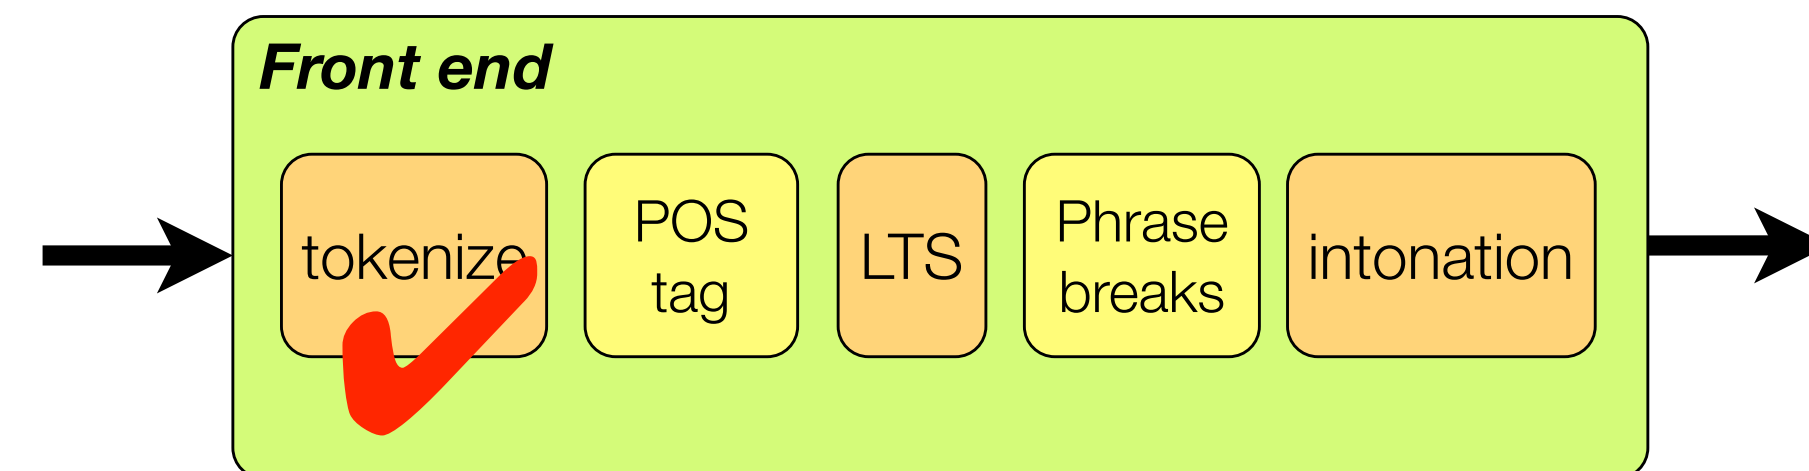 Front end
tokenize
POS
tag
LTS
Phrase
breaks
intonation